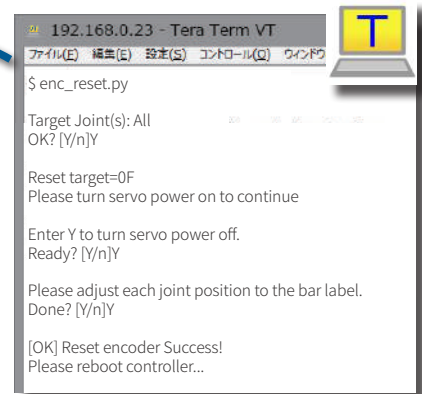 192.168.0.23 - Tera Term VT
ファイル(F) 編集(E) 設定(S) コントロール(O) ウィンドウ
T
$ enc_reset.py
Target Joint(s): All
OK? [Y/n]Y
Reset target=0F
Please turn servo power on to continue
Enter Y to turn servo power off.
Ready? [Y/n]Y
Please adjust each joint position to the bar label.
Done? [Y/n]Y
[OK] Reset encoder Success!
Please reboot controller...